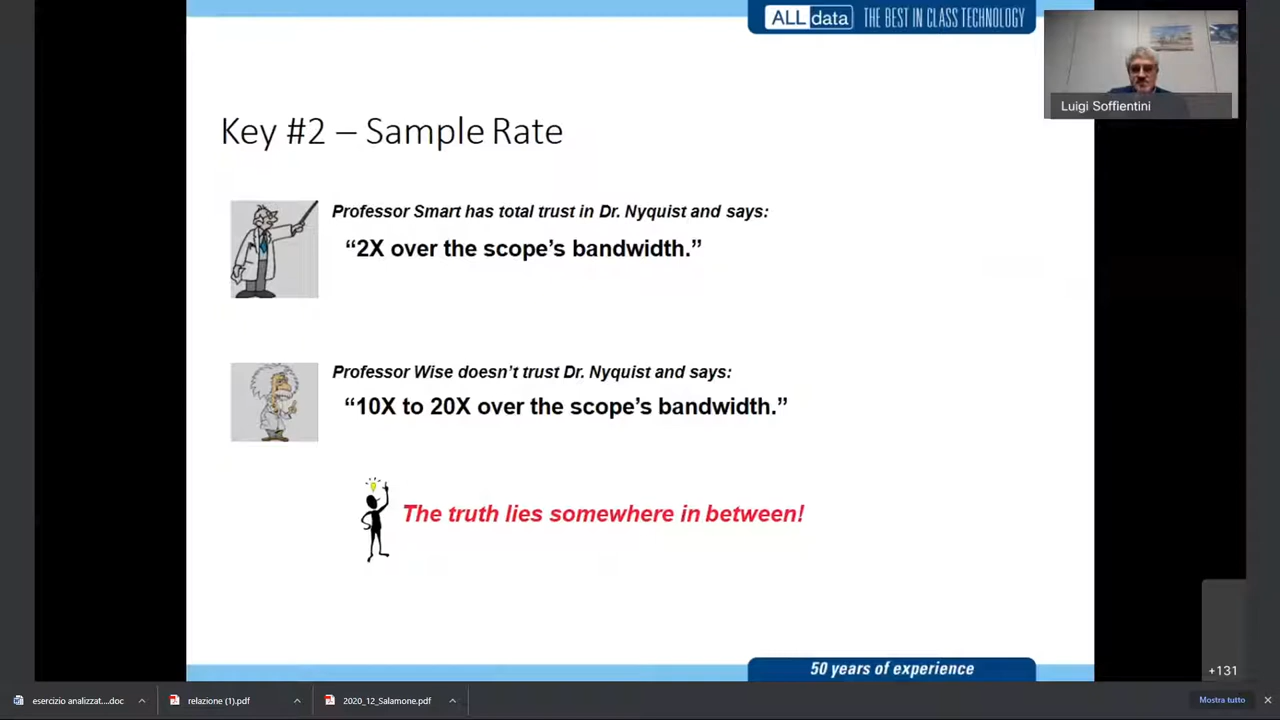 ALLdata THE BEST IN CLASS TECHNOLOGY
Luigi Soffientini
Key #2 – Sample Rate
Professor Smart has total trust in Dr. Nyquist and says:
“2X over the scope’s bandwidth.”
Professor Wise doesn’t trust Dr. Nyquist and says:
“10X to 20X over the scope’s bandwidth.”
The truth lies somewhere in between!
50 years of experience
+131
esercizio analizzat....doc
relazione (1).pdf
2020_12_Salamone.pdf
Mostra tutto